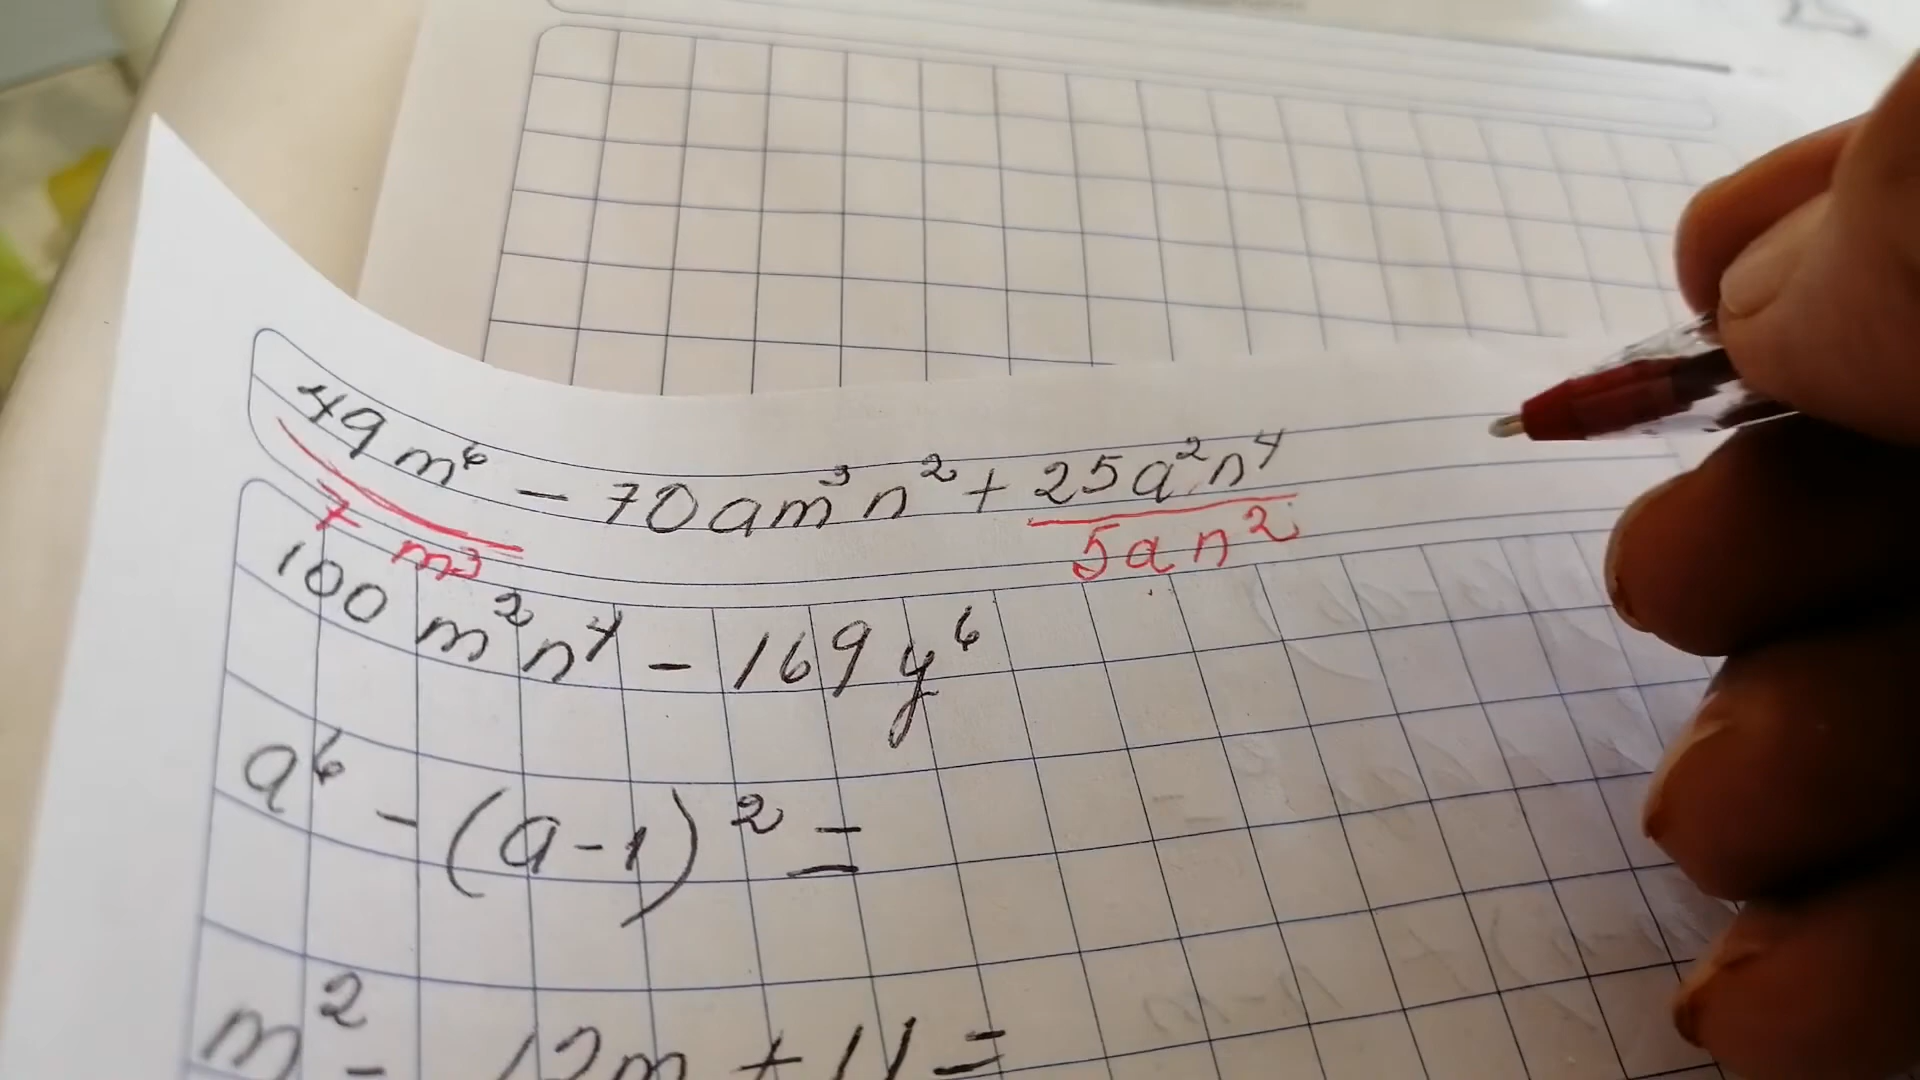 49m⁶ - 70am³n² + 25a²n⁴
7m³ 5an²
100m²n⁴ - 169y⁶
a⁶ - (a-1)² =
m² - 12m + 11 =